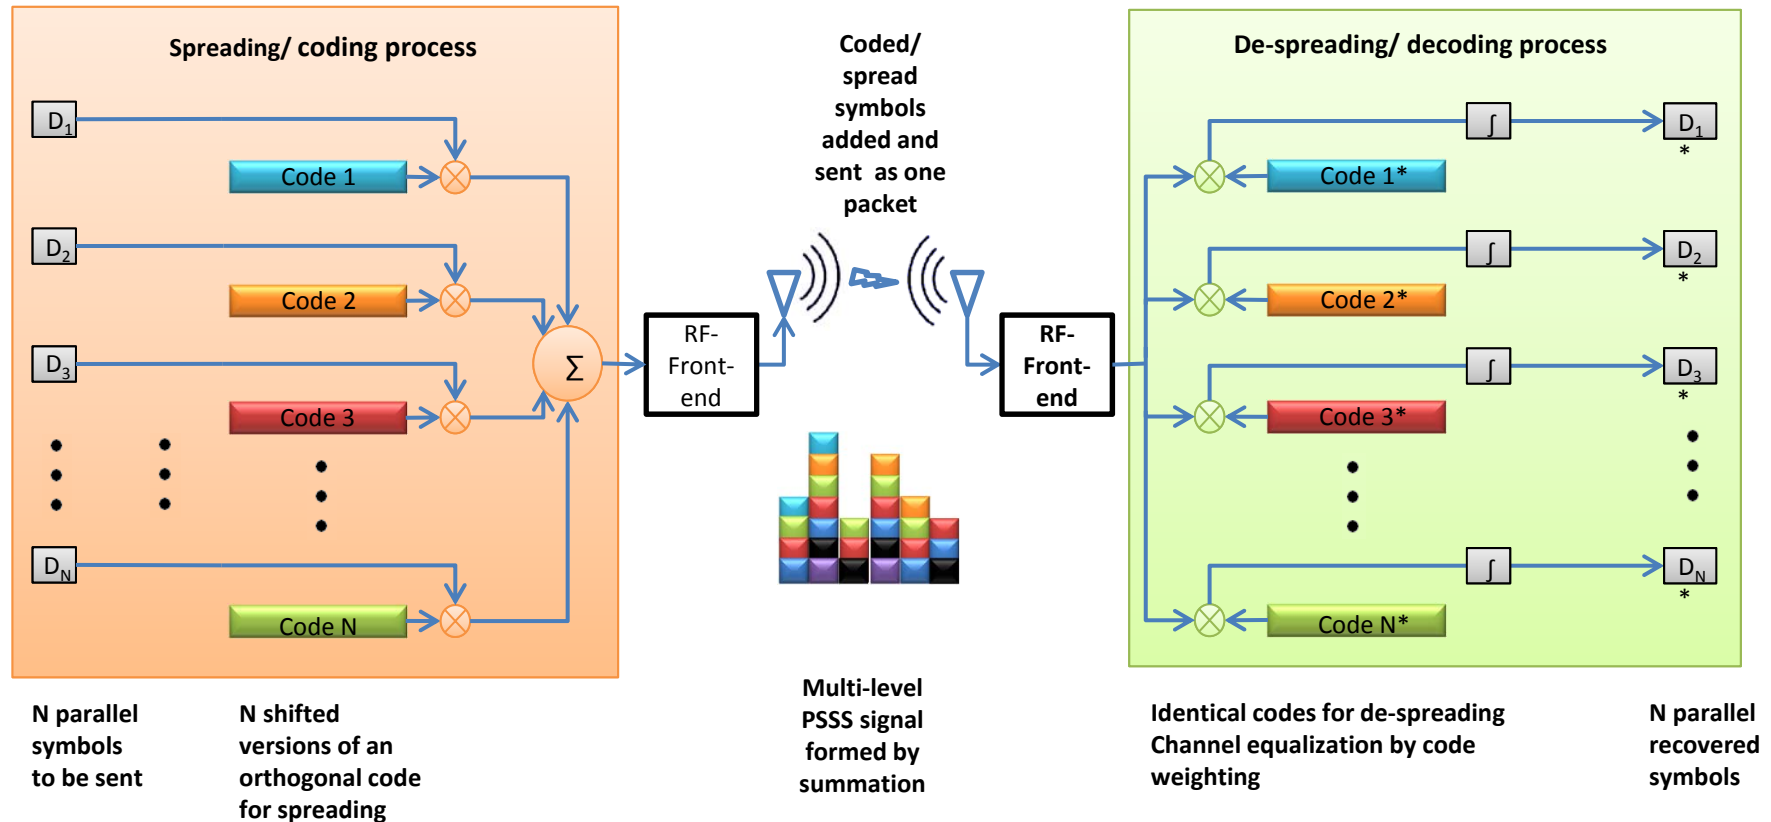 Spreading/ coding process
D1
Code 1
D2
Code 2
D3
Code 3
DN
Code N
Σ
RF-
Front-
end
Coded/
spread
symbols
added and
sent as one
packet
RF-
Front-
end
De-spreading/ decoding process
∫
D1
*
Code 1*
∫
D2
*
Code 2*
∫
D3
*
Code 3*
∫
DN
*
Code N*
N parallel
symbols
to be sent
N shifted
versions of an
orthogonal code
for spreading
Multi-level
PSSS signal
formed by
summation
Identical codes for de-spreading
Channel equalization by code
weighting
N parallel
recovered
symbols